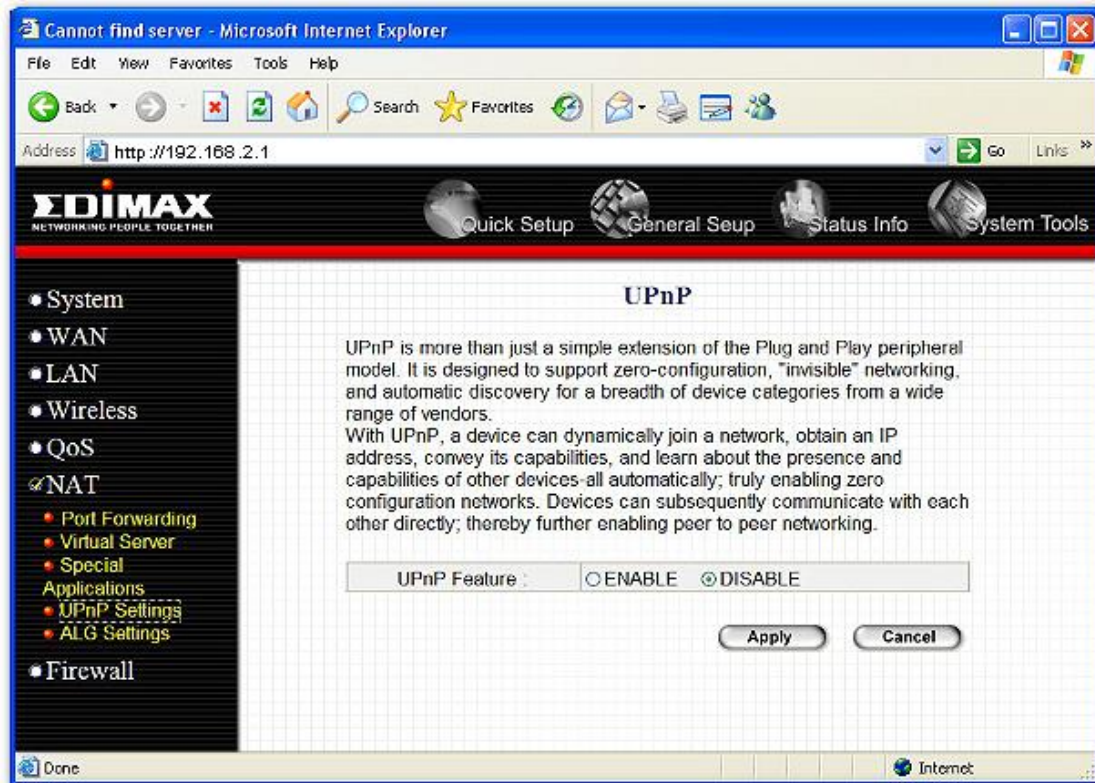 Cannot find server - Microsoft Internet Explorer
File Edit View Favorites Tools Help
Back Search Favorites
Address http://192.168.2.1 Go Links »
EDIMAX
NETWORKING PEOPLE TOGETHER
Quick Setup General Seup Status Info System Tools
System
WAN
LAN
Wireless
QoS
NAT
Port Forwarding
Virtual Server
Special
Applications
UPnP Settings
ALG Settings
Firewall
UPnP
UPnP is more than just a simple extension of the Plug and Play peripheral
model. It is designed to support zero-configuration, "invisible" networking,
and automatic discovery for a breadth of device categories from a wide
range of vendors.
With UPnP, a device can dynamically join a network, obtain an IP
address, convey its capabilities, and learn about the presence and
capabilities of other devices-all automatically; truly enabling zero
configuration networks. Devices can subsequently communicate with each
other directly; thereby further enabling peer to peer networking.
UPnP Feature : ENABLE DISABLE
Apply Cancel
Done Internet